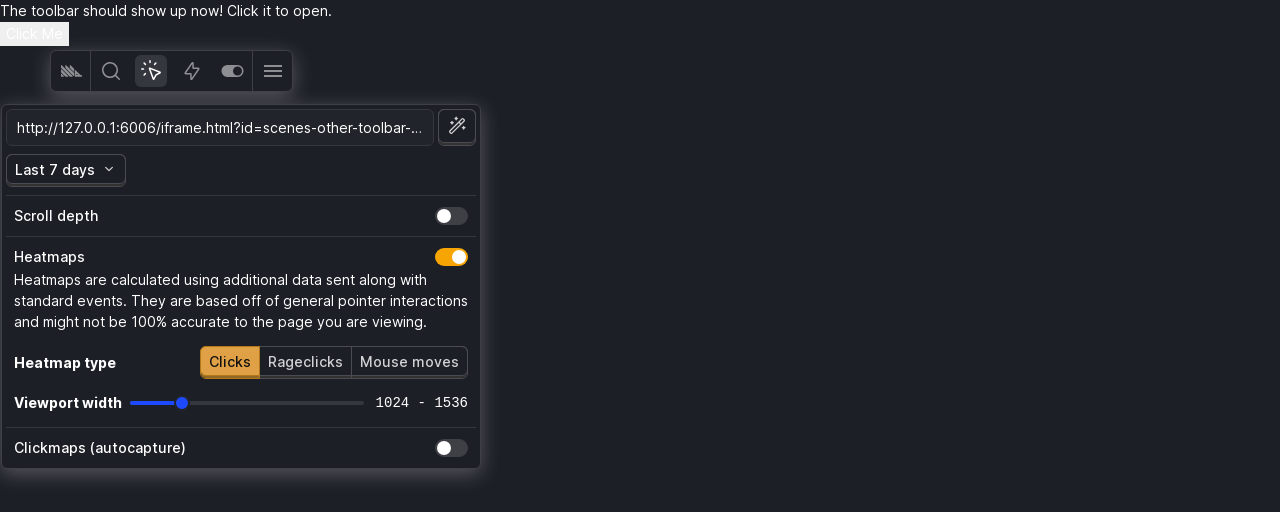 The toolbar should show up now! Click it to open.
Click Me
http://127.0.0.1:6006/iframe.html?id=scenes-other-toolbar-...
Last 7 days
Scroll depth
Heatmaps
Heatmaps are calculated using additional data sent along with
standard events. They are based off of general pointer interactions
and might not be 100% accurate to the page you are viewing.
Heatmap type Clicks Rageclicks Mouse moves
Viewport width 1024 - 1536
Clickmaps (autocapture)